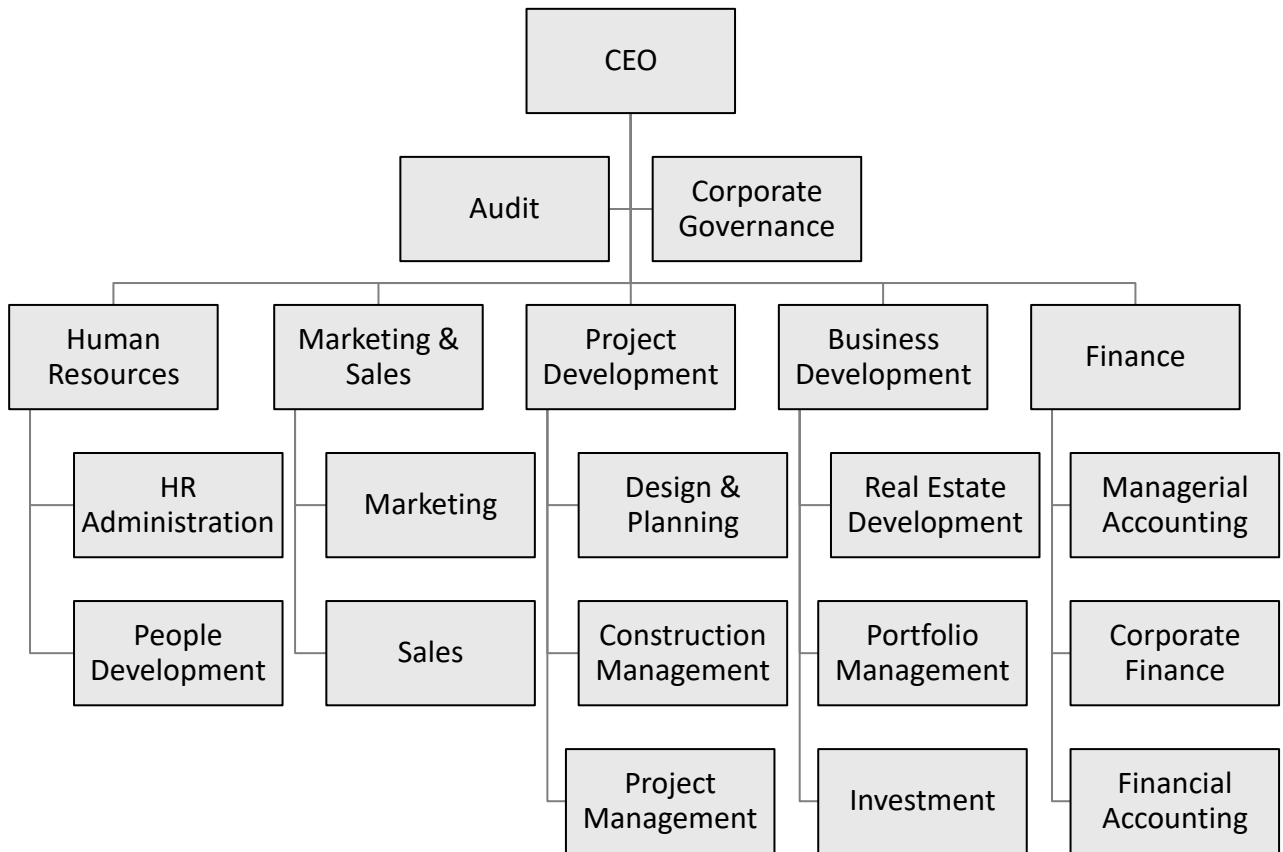 CEO
Audit
Corporate
Governance
Human
Resources
Marketing &
Sales
Project
Development
Business
Development
Finance
HR
Administration
Marketing
Design &
Planning
Real Estate
Development
Managerial
Accounting
People
Development
Sales
Construction
Management
Portfolio
Management
Corporate
Finance
Project
Management
Investment
Financial
Accounting